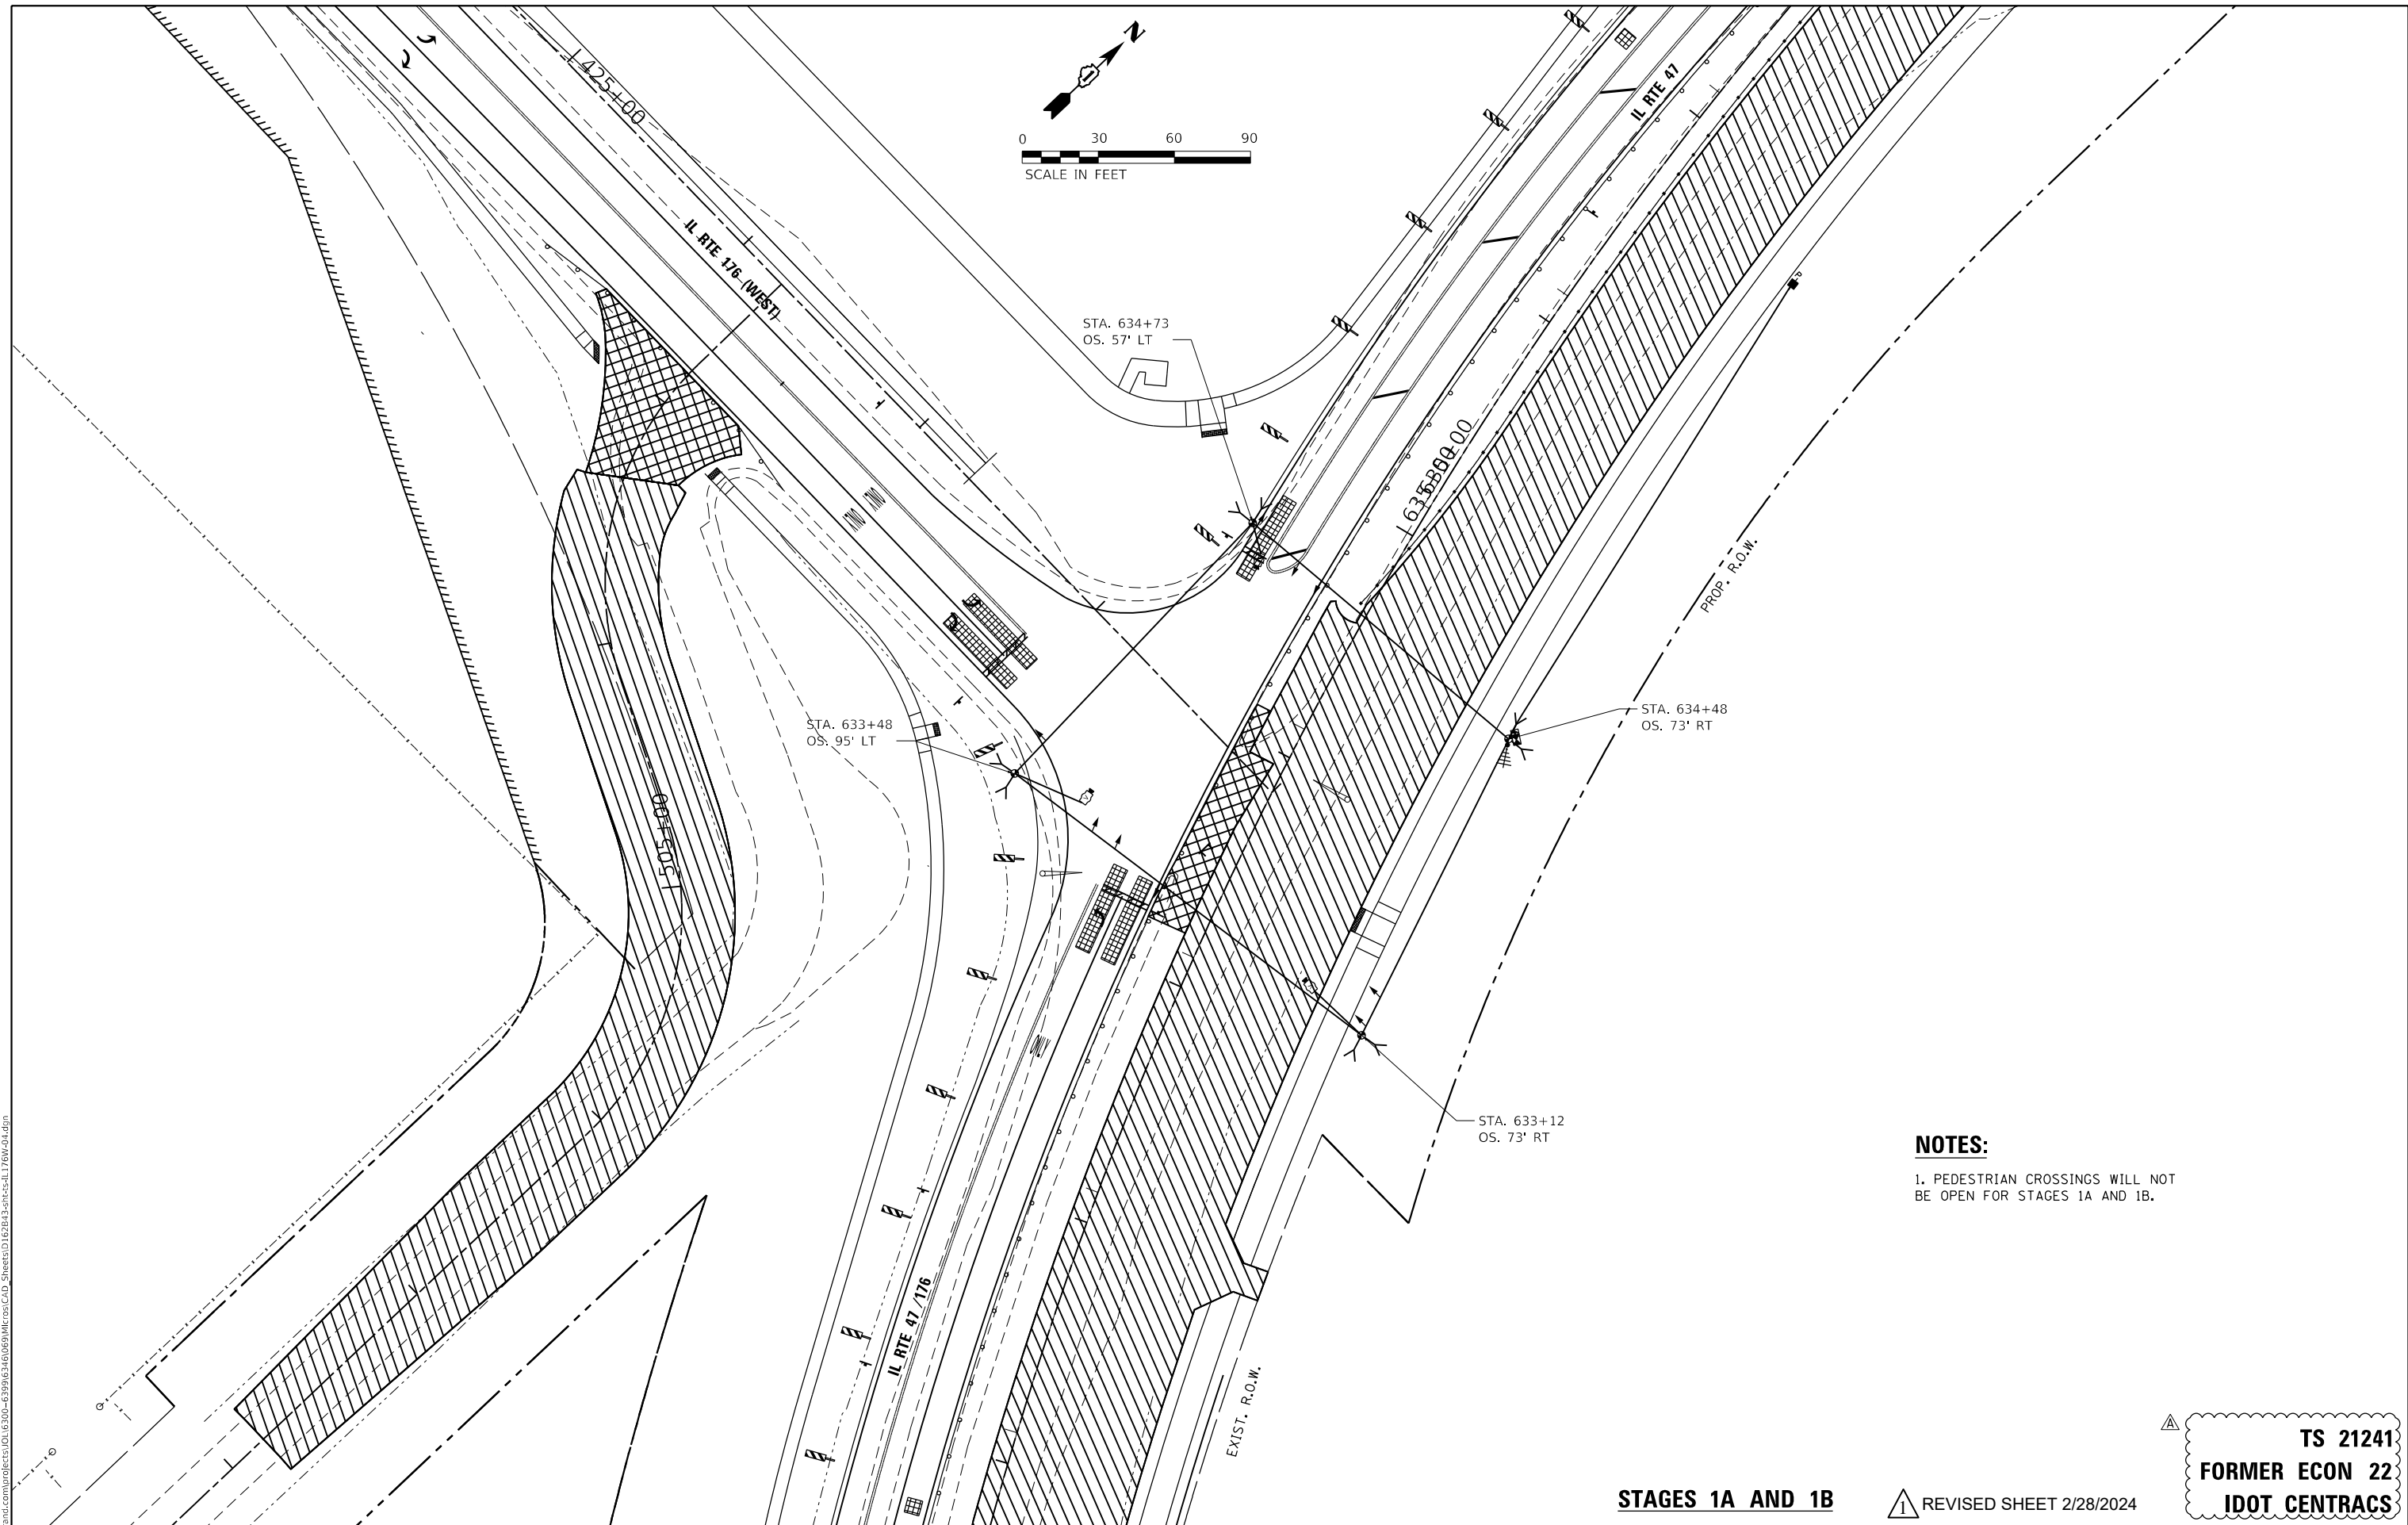 N
1
0 30 60 90
SCALE IN FEET
425+00
IL RTE 176 (WEST)
IL RTE 47
STA. 634+73
OS. 57' LT
PROP. R.O.W.
STA. 633+48
OS. 95' LT
STA. 634+48
OS. 73' RT
505+00
STA. 633+12
OS. 73' RT
IL RTE 47 /176
EXIST. R.O.W.
NOTES:
1. PEDESTRIAN CROSSINGS WILL NOT
BE OPEN FOR STAGES 1A AND 1B.
STAGES 1A AND 1B
1 REVISED SHEET 2/28/2024
A
TS 21241
FORMER ECON 22
IDOT CENTRACS